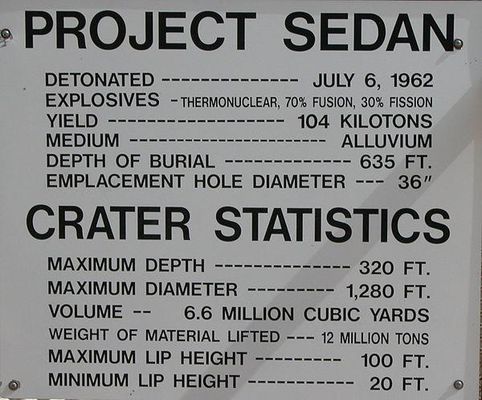 PROJECT SEDAN
DETONATED --------------- JULY 6, 1962
EXPLOSIVES - THERMONUCLEAR, 70% FUSION, 30% FISSION
YIELD ------------------- 104 KILOTONS
MEDIUM --------------------- ALLUVIUM
DEPTH OF BURIAL -------------- 635 FT.
EMPLACEMENT HOLE DIAMETER --- 36"
CRATER STATISTICS
MAXIMUM DEPTH --------------- 320 FT.
MAXIMUM DIAMETER ---------- 1,280 FT.
VOLUME -- 6.6 MILLION CUBIC YARDS
WEIGHT OF MATERIAL LIFTED --- 12 MILLION TONS
MAXIMUM LIP HEIGHT ---------- 100 FT.
MINIMUM LIP HEIGHT ----------- 20 FT.